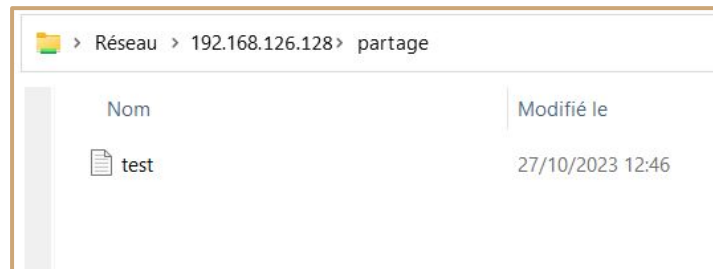 > Réseau > 192.168.126.128 > partage
Nom Modifié le
test 27/10/2023 12:46